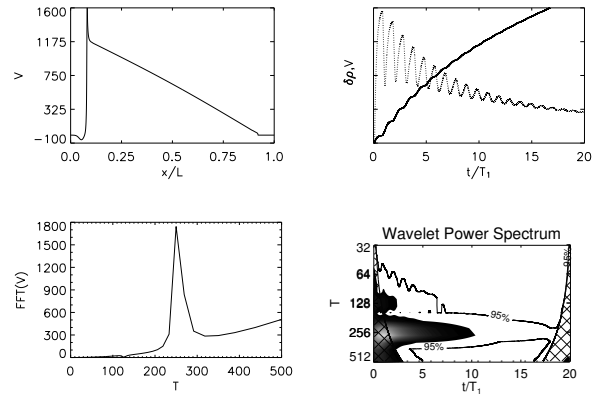 1600
1175
750
325
−100
V
0.0 0.25 0.50 0.75 1.0
x/L
δρ,V
0 5 10 15 20
t/T₁
1800
1500
1200
900
600
300
0
FFT(V)
0 100 200 300 400 500
T
Wavelet Power Spectrum
32
64
128
256
512
T
95%
95%
95%
0 5 10 15 20
t/T₁